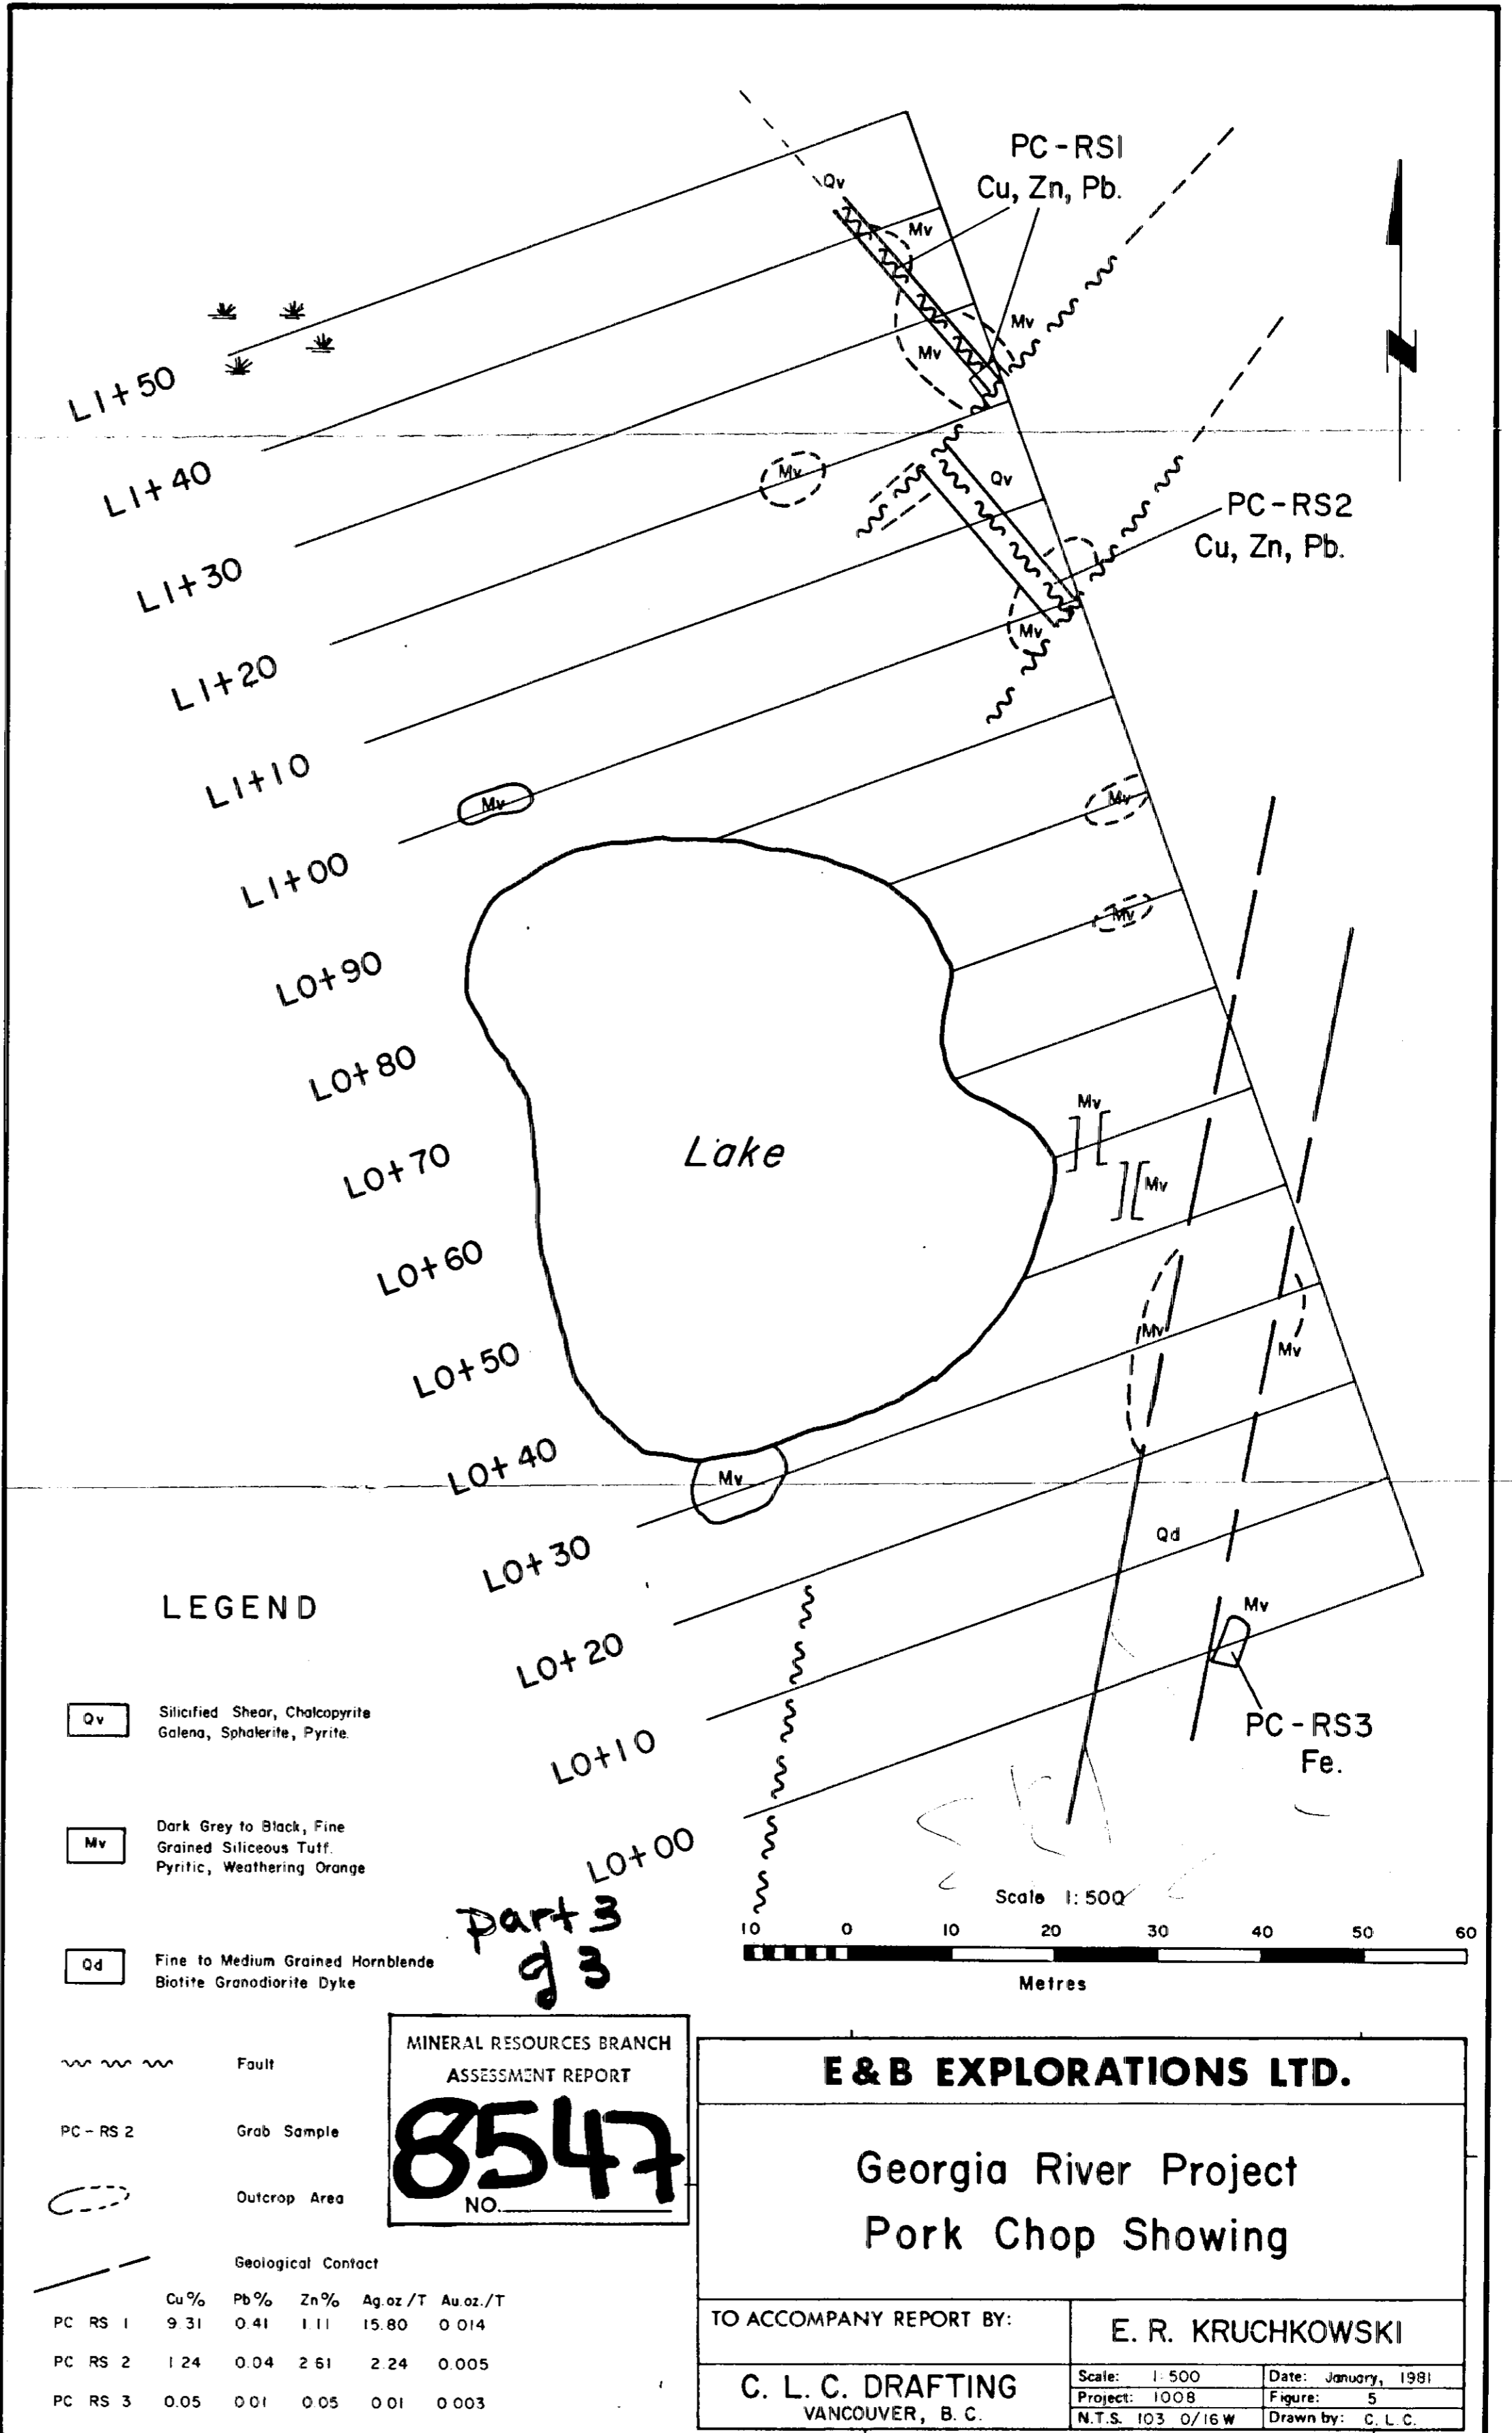 PC-RS1
Cu, Zn, Pb.
Qv
Mv
Mv
Mv
L1+50
L1+40
Mv
Qv
PC-RS2
Cu, Zn, Pb.
L1+30
Mv
L1+20
L1+10
Mv
Mv
L1+00
Mv
L0+90
L0+80
Mv
Lake
L0+70
Mv
L0+60
Mv
Mv
L0+50
L0+40
Mv
Qd
L0+30
LEGEND
Mv
L0+20
Qv
Silicified Shear, Chalcopyrite
Galena, Sphalerite, Pyrite.
PC-RS3
Fe.
L0+10
Mv
Dark Grey to Black, Fine
Grained Siliceous Tuff.
Pyritic, Weathering Orange
L0+00
Scale 1:500
part 3
g 3
10 0 10 20 30 40 50 60
Metres
Qd
Fine to Medium Grained Hornblende
Biotite Granodiorite Dyke
Fault
PC-RS 2 Grab Sample
Outcrop Area
Geological Contact
MINERAL RESOURCES BRANCH
ASSESSMENT REPORT
8547
NO.
Cu% Pb% Zn% Ag.oz/T Au.oz./T
PC RS 1 9.31 0.41 1.11 15.80 0.014
PC RS 2 1.24 0.04 2.61 2.24 0.005
PC RS 3 0.05 0.01 0.05 0.01 0.003
E & B EXPLORATIONS LTD.
Georgia River Project
Pork Chop Showing
TO ACCOMPANY REPORT BY:
E. R. KRUCHKOWSKI
C. L. C. DRAFTING
VANCOUVER, B. C.
Scale: 1:500 Date: January, 1981
Project: 1008 Figure: 5
N.T.S. 103 O/16W Drawn by: C. L. C.